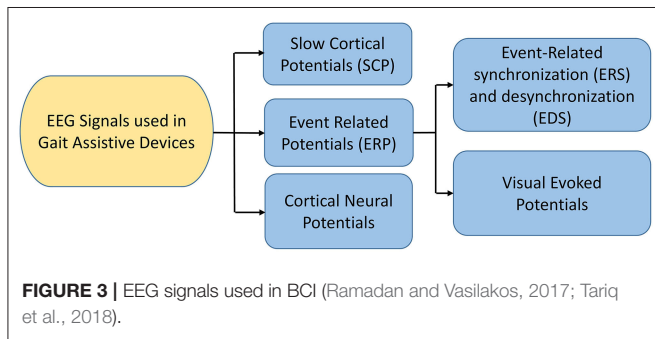 Slow Cortical
Potentials (SCP)
EEG Signals used in
Gait Assistive Devices
Event Related
Potentials (ERP)
Cortical Neural
Potentials
Event-Related
synchronization (ERS)
and desynchronization
(EDS)
Visual Evoked
Potentials
FIGURE 3 | EEG signals used in BCI (Ramadan and Vasilakos, 2017; Tariq
et al., 2018).